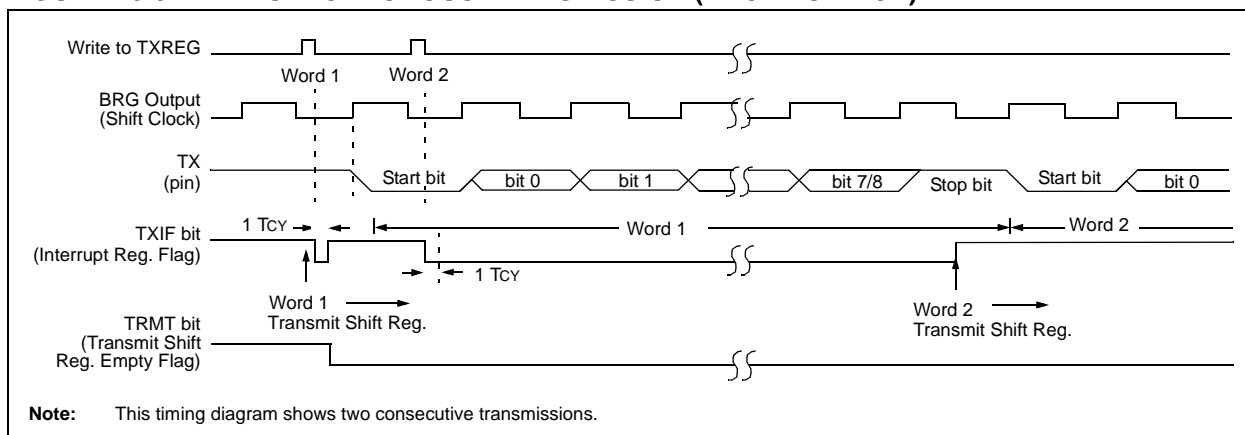 Write to TXREG
Word 1
Word 2
BRG Output
(Shift Clock)
TX
(pin)
Start bit
bit 0
bit 1
bit 7/8
Stop bit
Start bit
bit 0
1 TCY
TXIF bit
(Interrupt Reg. Flag)
Word 1
Word 2
1 TCY
Word 1
Transmit Shift Reg.
Word 2
Transmit Shift Reg.
TRMT bit
(Transmit Shift
Reg. Empty Flag)
Note: This timing diagram shows two consecutive transmissions.